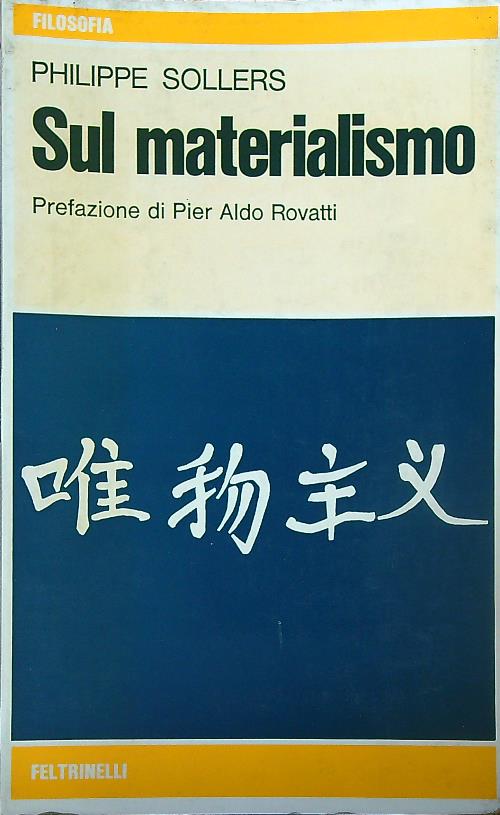 FILOSOFIA
PHILIPPE SOLLERS
Sul materialismo
Prefazione di Pier Aldo Rovatti
唯物主义
FELTRINELLI